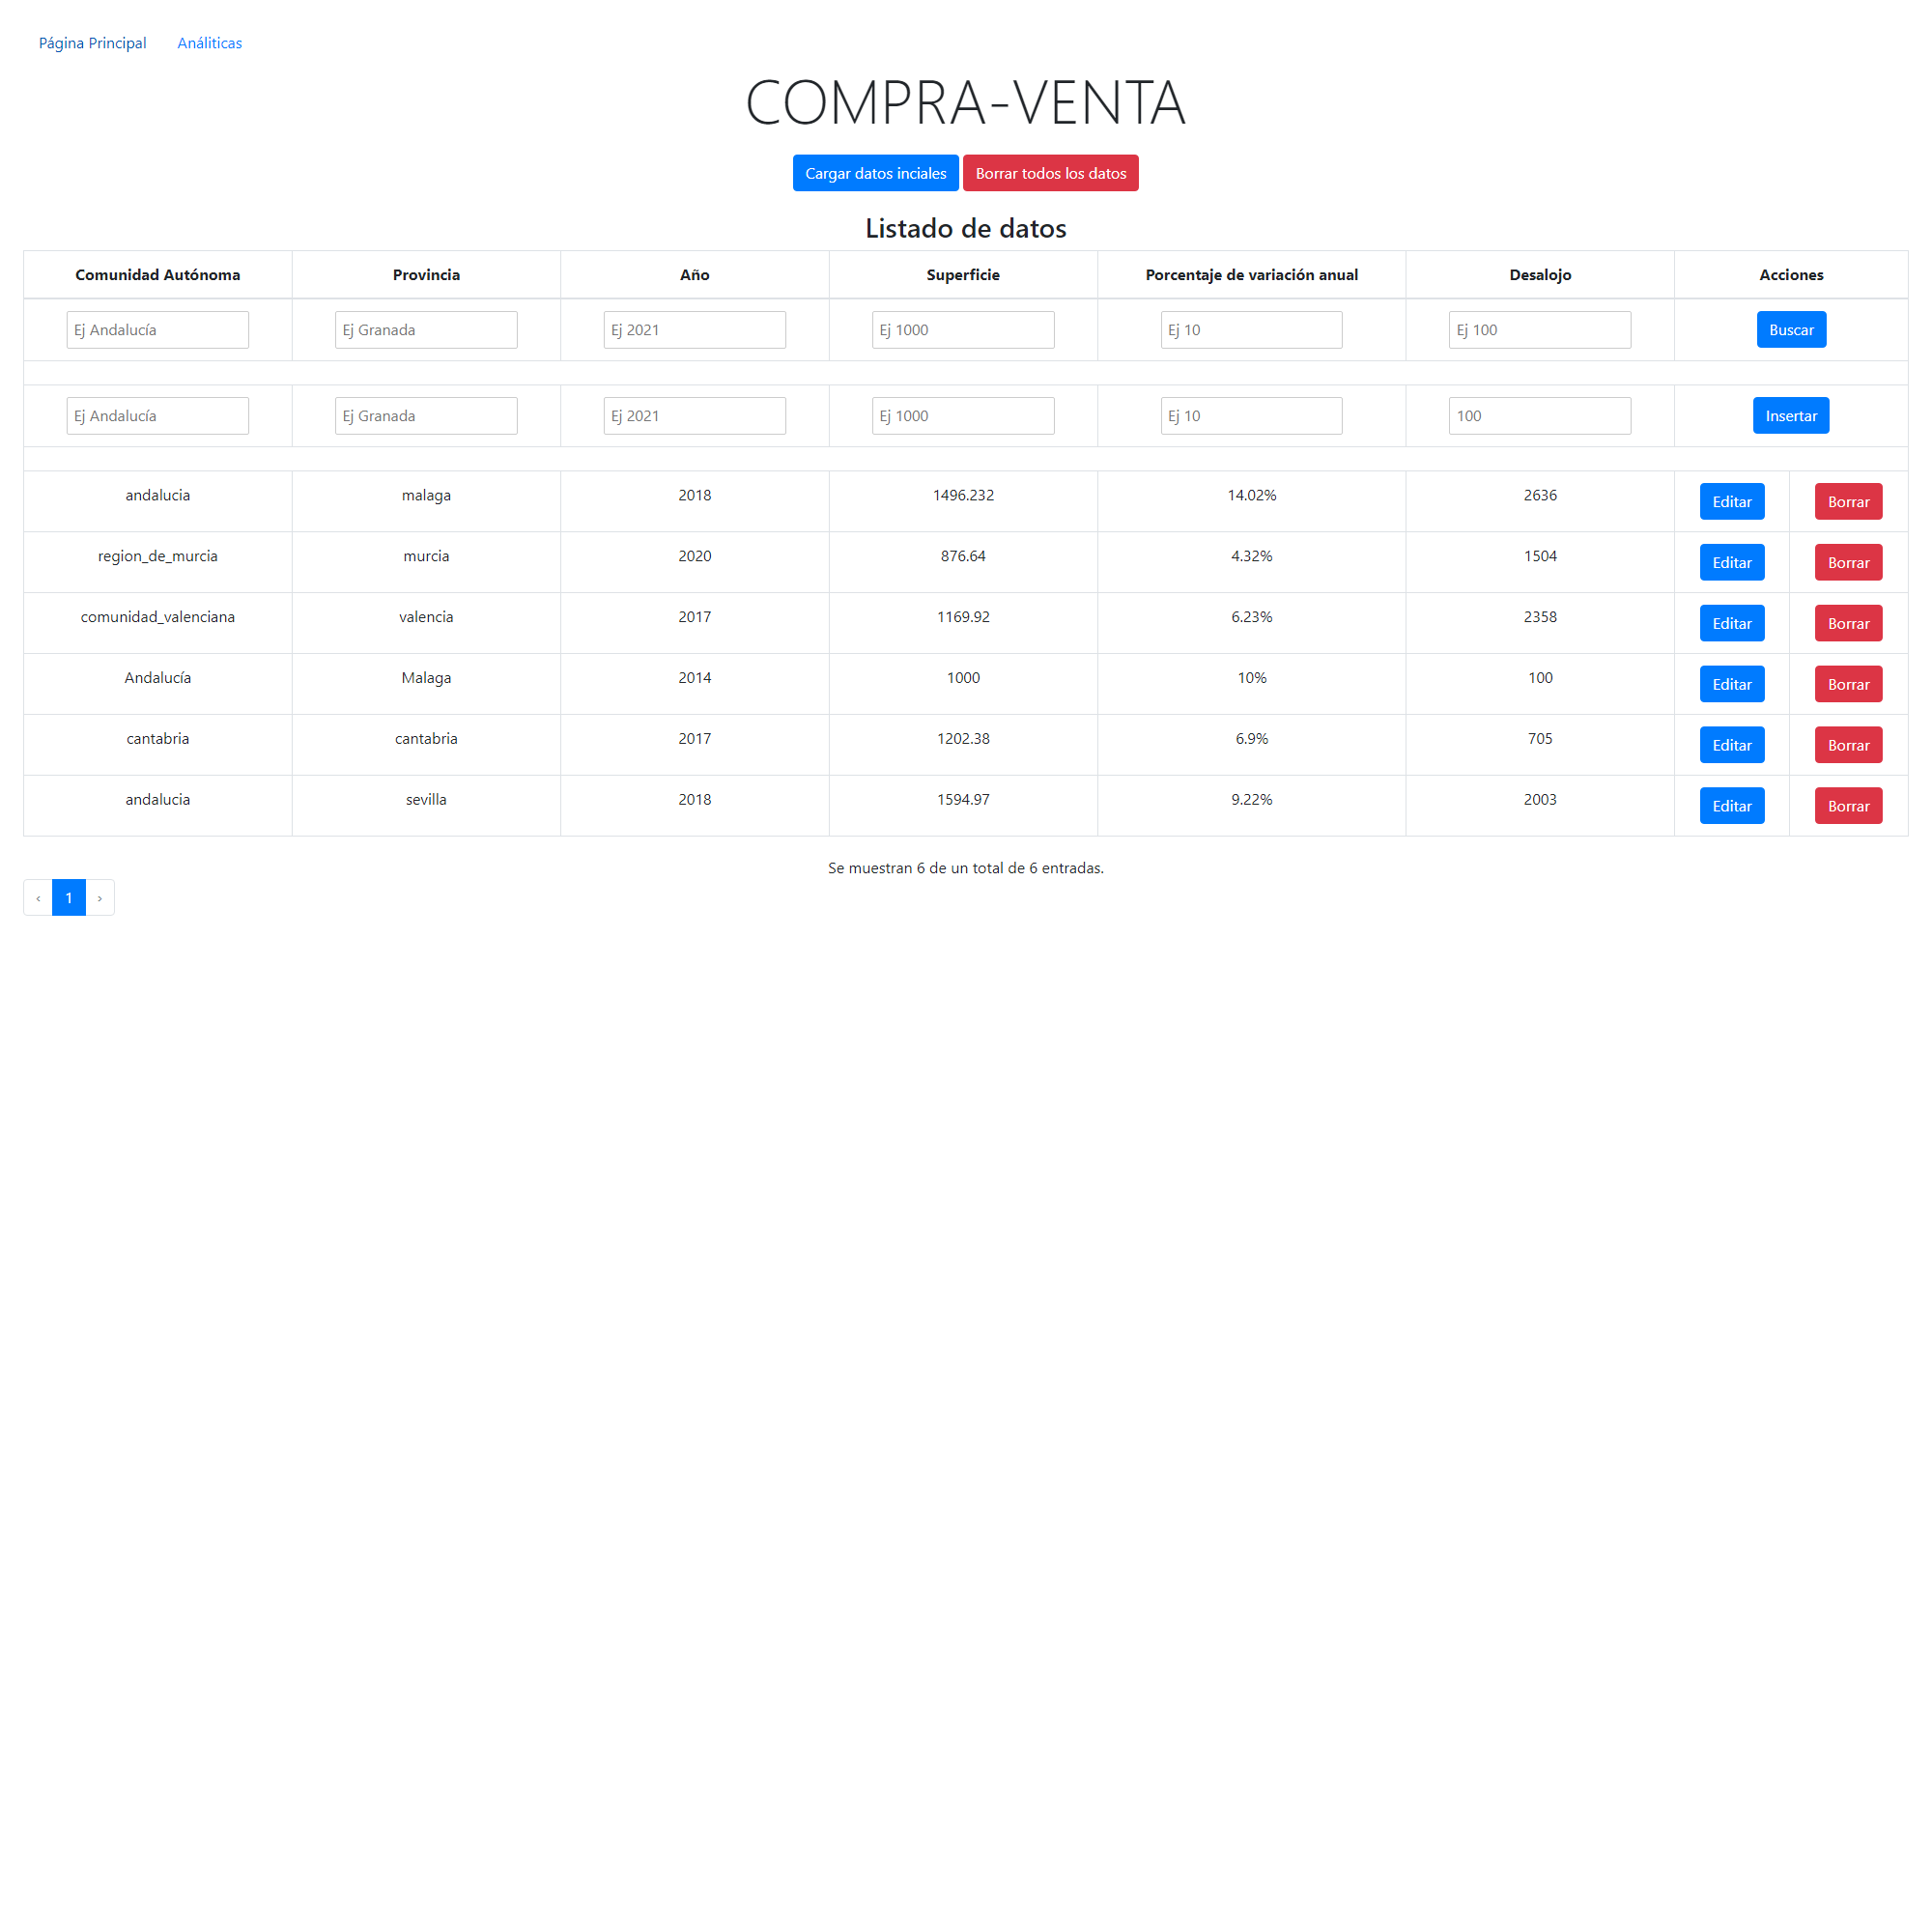 Página Principal Análiticas
COMPRA-VENTA
Cargar datos inciales Borrar todos los datos
Listado de datos
Comunidad Autónoma Provincia Año Superficie Porcentaje de variación anual Desalojo Acciones
Ej Andalucía Ej Granada Ej 2021 Ej 1000 Ej 10 Ej 100 Buscar
Ej Andalucía Ej Granada Ej 2021 Ej 1000 Ej 10 100 Insertar
andalucia malaga 2018 1496.232 14.02% 2636 Editar Borrar
region_de_murcia murcia 2020 876.64 4.32% 1504 Editar Borrar
comunidad_valenciana valencia 2017 1169.92 6.23% 2358 Editar Borrar
Andalucía Malaga 2014 1000 10% 100 Editar Borrar
cantabria cantabria 2017 1202.38 6.9% 705 Editar Borrar
andalucia sevilla 2018 1594.97 9.22% 2003 Editar Borrar
Se muestran 6 de un total de 6 entradas.
‹ 1 ›